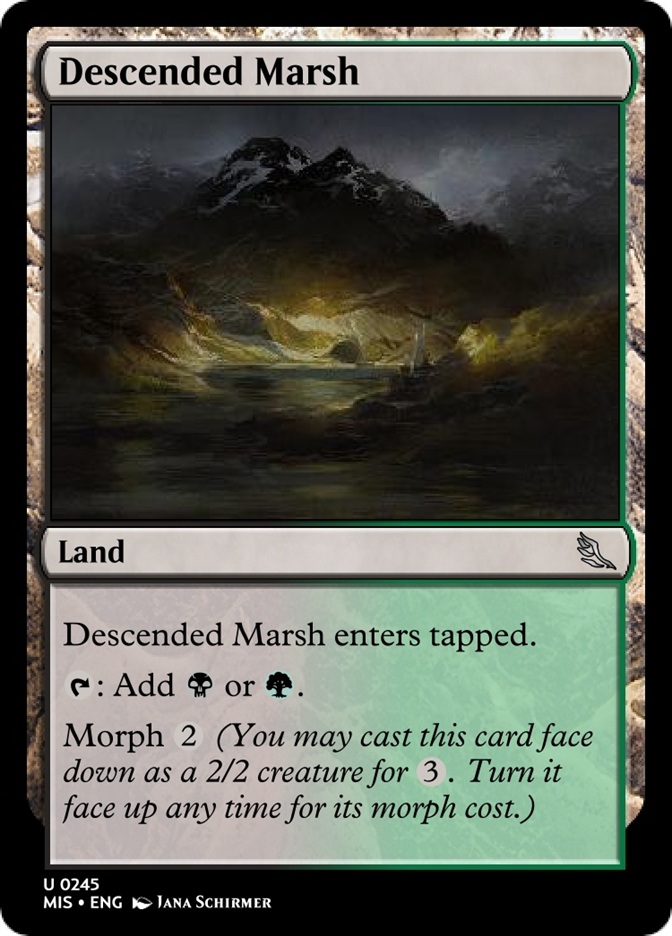 Descended Marsh
Land
Descended Marsh enters tapped.
: Add or .
Morph 2 (You may cast this card face
down as a 2/2 creature for 3. Turn it
face up any time for its morph cost.)
U 0245
MIS • ENG JANA SCHIRMER